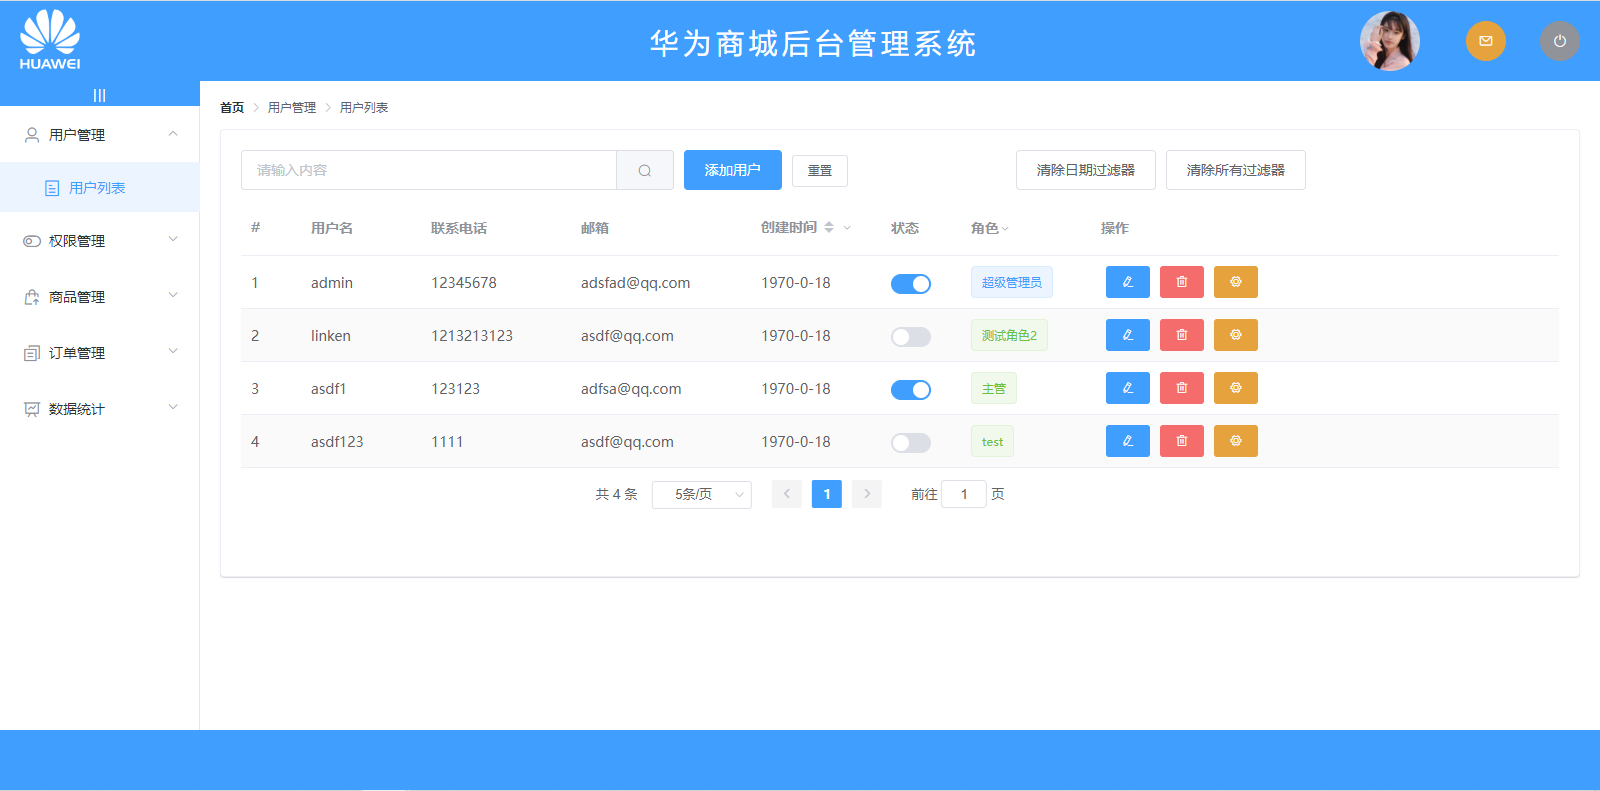 HUAWEI
华为商城后台管理系统
首页 > 用户管理 > 用户列表
用户管理
用户列表
权限管理
商品管理
订单管理
数据统计
请输入内容 添加用户 重置 清除日期过滤器 清除所有过滤器
# 用户名 联系电话 邮箱 创建时间 状态 角色 操作
1 admin 12345678 adsfad@qq.com 1970-0-18 超级管理员
2 linken 1213213123 asdf@qq.com 1970-0-18 测试角色2
3 asdf1 123123 adfsa@qq.com 1970-0-18 主管
4 asdf123 1111 asdf@qq.com 1970-0-18 test
共 4 条 5条/页 < 1 > 前往 1 页